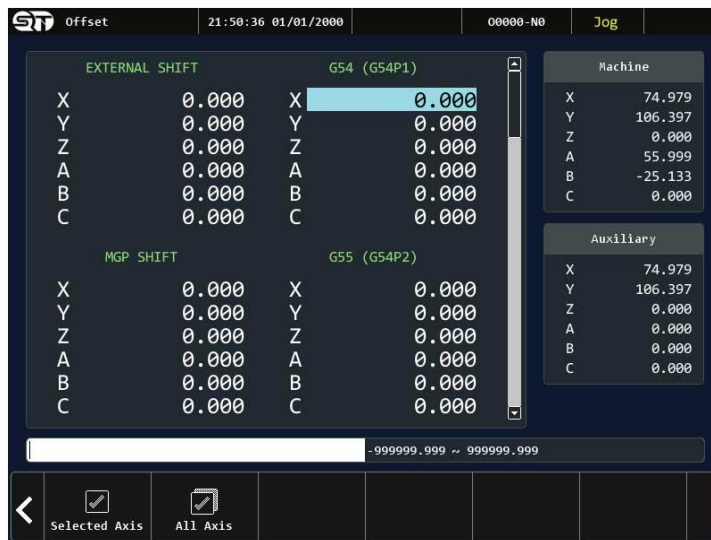 Offset 21:50:36 01/01/2000 O0000-N0 Jog
EXTERNAL SHIFT G54 (G54P1)
X 0.000 X 0.000
Y 0.000 Y 0.000
Z 0.000 Z 0.000
A 0.000 A 0.000
B 0.000 B 0.000
C 0.000 C 0.000
MGP SHIFT G55 (G54P2)
X 0.000 X 0.000
Y 0.000 Y 0.000
Z 0.000 Z 0.000
A 0.000 A 0.000
B 0.000 B 0.000
C 0.000 C 0.000
Machine
X 74.979
Y 106.397
Z 0.000
A 55.999
B -25.133
C 0.000
Auxiliary
X 74.979
Y 106.397
Z 0.000
A 0.000
B 0.000
C 0.000
-999999.999 ~ 999999.999
Selected Axis All Axis